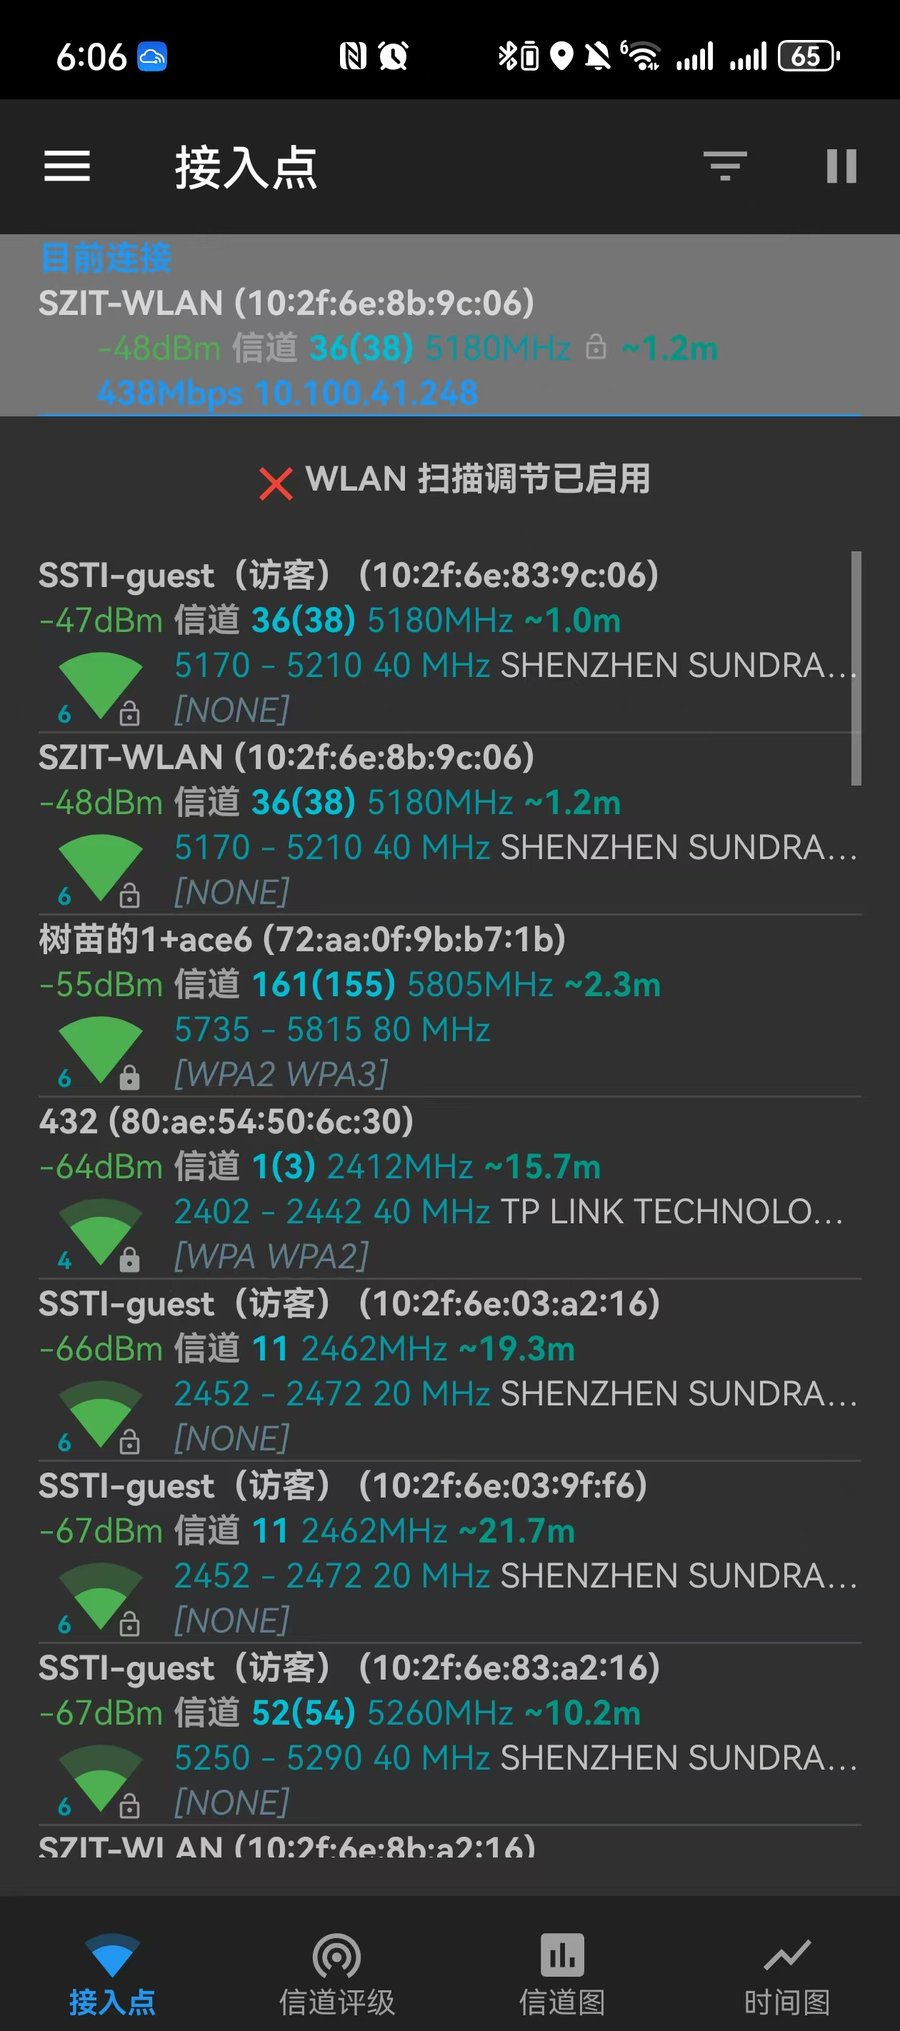 6:06 6 65
接入点
目前连接
SZIT-WLAN (10:2f:6e:8b:9c:06)
-48dBm 信道 36(38) 5180MHz ~1.2m
438Mbps 10.100.41.248
WLAN 扫描调节已启用
SSTI-guest（访客） (10:2f:6e:83:9c:06)
-47dBm 信道 36(38) 5180MHz ~1.0m
5170 - 5210 40 MHz SHENZHEN SUNDRA...
6 [NONE]
SZIT-WLAN (10:2f:6e:8b:9c:06)
-48dBm 信道 36(38) 5180MHz ~1.2m
5170 - 5210 40 MHz SHENZHEN SUNDRA...
6 [NONE]
树苗的1+ace6 (72:aa:0f:9b:b7:1b)
-55dBm 信道 161(155) 5805MHz ~2.3m
5735 - 5815 80 MHz
6 [WPA2 WPA3]
432 (80:ae:54:50:6c:30)
-64dBm 信道 1(3) 2412MHz ~15.7m
2402 - 2442 40 MHz TP LINK TECHNOLO...
4 [WPA WPA2]
SSTI-guest（访客） (10:2f:6e:03:a2:16)
-66dBm 信道 11 2462MHz ~19.3m
2452 - 2472 20 MHz SHENZHEN SUNDRA...
6 [NONE]
SSTI-guest（访客） (10:2f:6e:03:9f:f6)
-67dBm 信道 11 2462MHz ~21.7m
2452 - 2472 20 MHz SHENZHEN SUNDRA...
6 [NONE]
SSTI-guest（访客） (10:2f:6e:83:a2:16)
-67dBm 信道 52(54) 5260MHz ~10.2m
5250 - 5290 40 MHz SHENZHEN SUNDRA...
6 [NONE]
SZIT-WLAN (10:2f:6e:8b:a2:16)
接入点 信道评级 信道图 时间图